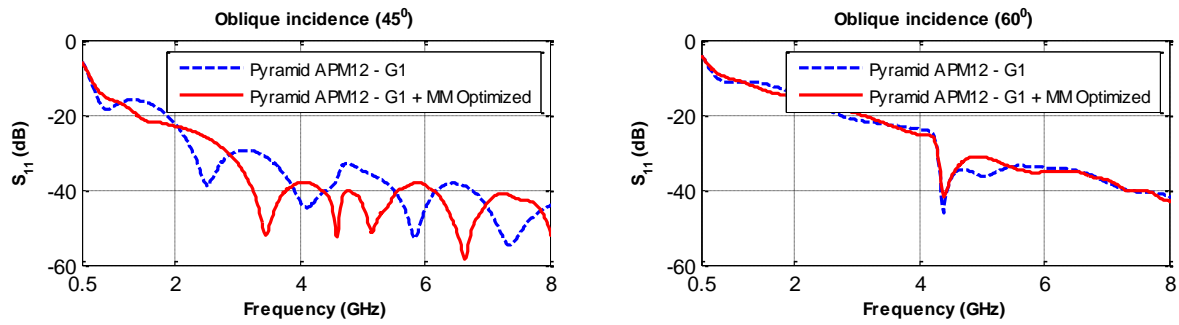 Oblique incidence (45⁰)
0
-20
-40
-60
S₁₁ (dB)
Pyramid APM12 - G1
Pyramid APM12 - G1 + MM Optimized
0.5 2 4 6 8
Frequency (GHz)
Oblique incidence (60⁰)
0
-20
-40
-60
S₁₁ (dB)
Pyramid APM12 - G1
Pyramid APM12 - G1 + MM Optimized
0.5 2 4 6 8
Frequency (GHz)